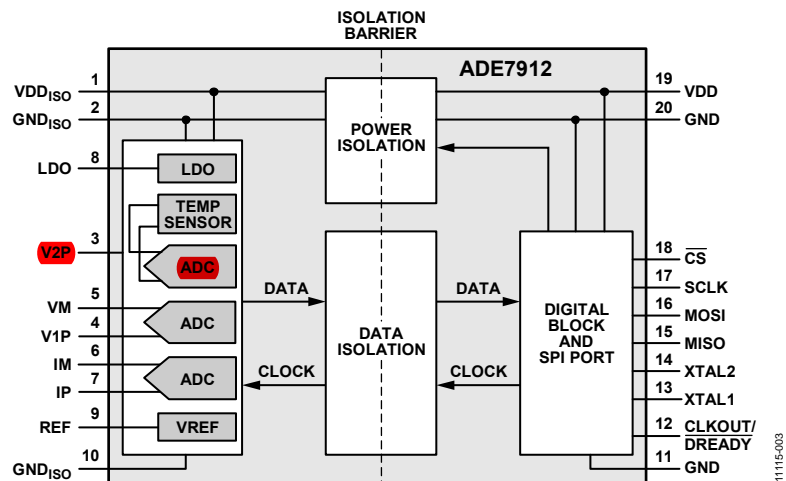 ISOLATION
BARRIER
ADE7912
1
VDDISO
2
GNDISO
8
LDO
3
V2P
5
VM
4
V1P
6
IM
7
IP
9
REF
10
GNDISO
LDO
TEMP
SENSOR
ADC
ADC
ADC
VREF
POWER
ISOLATION
DATA
CLOCK
DATA
ISOLATION
DATA
CLOCK
DIGITAL
BLOCK
AND
SPI PORT
19
VDD
20
GND
18
CS
17
SCLK
16
MOSI
15
MISO
14
XTAL2
13
XTAL1
12
CLKOUT/
DREADY
11
GND
11115-003